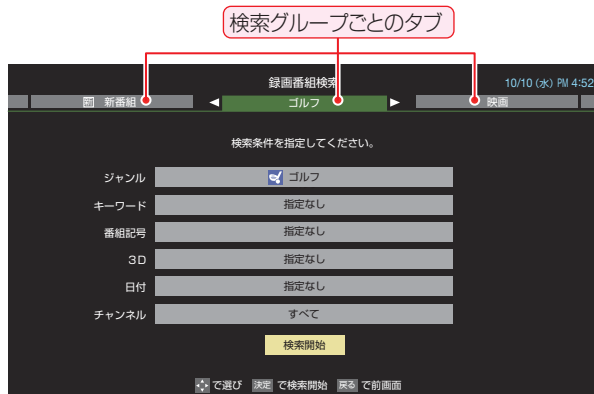 検索グループごとのタブ
録画番組検索
10/10 (水) PM 4:52
新 新番組 ◀ ゴルフ ▶ 映画
検索条件を指定してください。
ジャンル ゴルフ
キーワード 指定なし
番組記号 指定なし
3D 指定なし
日付 指定なし
チャンネル すべて
検索開始
で選び 決定 で検索開始 戻る で前画面